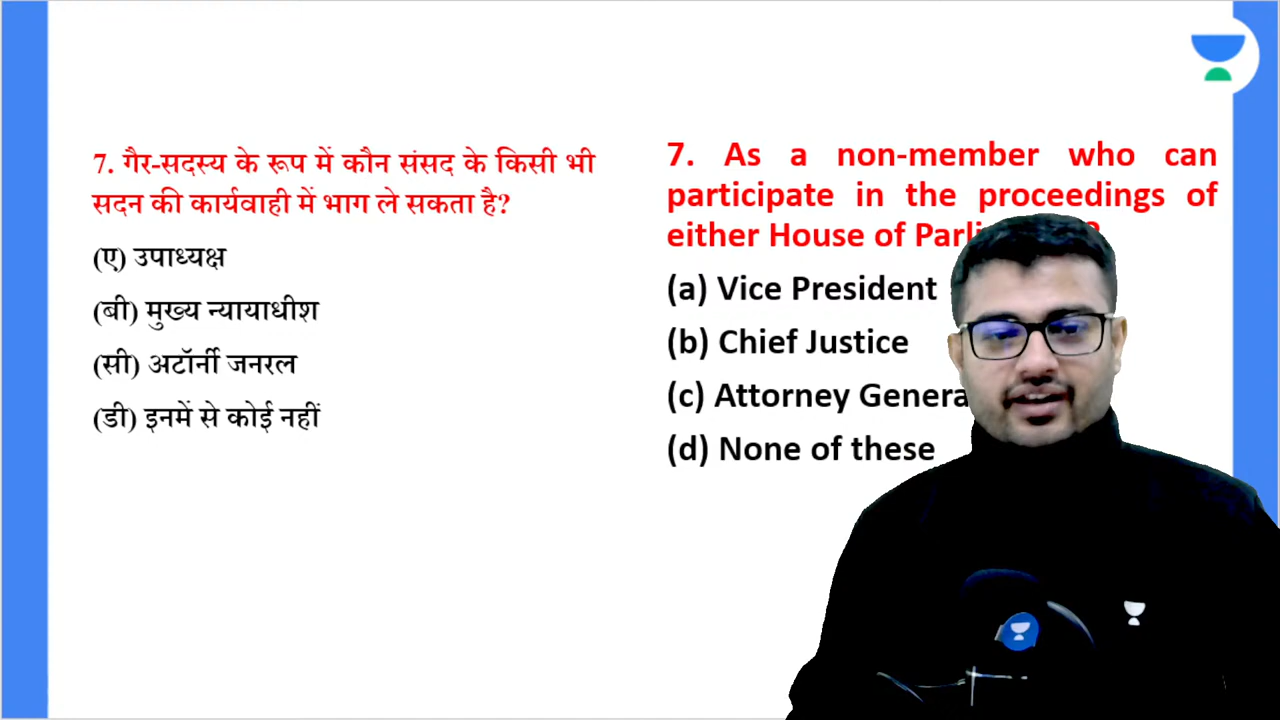 7. गैर-सदस्य के रूप में कौन संसद के किसी भी
सदन की कार्यवाही में भाग ले सकता है?
(ए) उपाध्यक्ष
(बी) मुख्य न्यायाधीश
(सी) अटॉर्नी जनरल
(डी) इनमें से कोई नहीं
7. As a non-member who can
participate in the proceedings of
either House of
(a) Vice President
(b) Chief Justice
(c) Attorney
(d) None of these